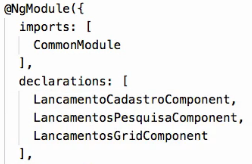 @NgModule({
  imports: [
    CommonModule
  ],
  declarations: [
    LancamentoCadastroComponent,
    LancamentosPesquisaComponent,
    LancamentosGridComponent
  ],